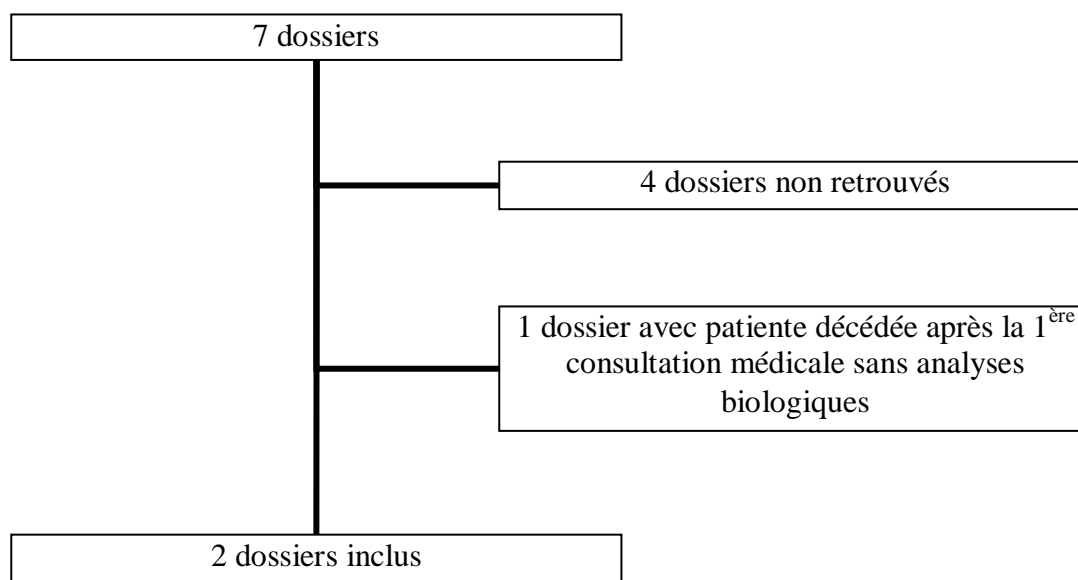 7 dossiers
4 dossiers non retrouvés
1 dossier avec patiente décédée après la 1ère
consultation médicale sans analyses
biologiques
2 dossiers inclus